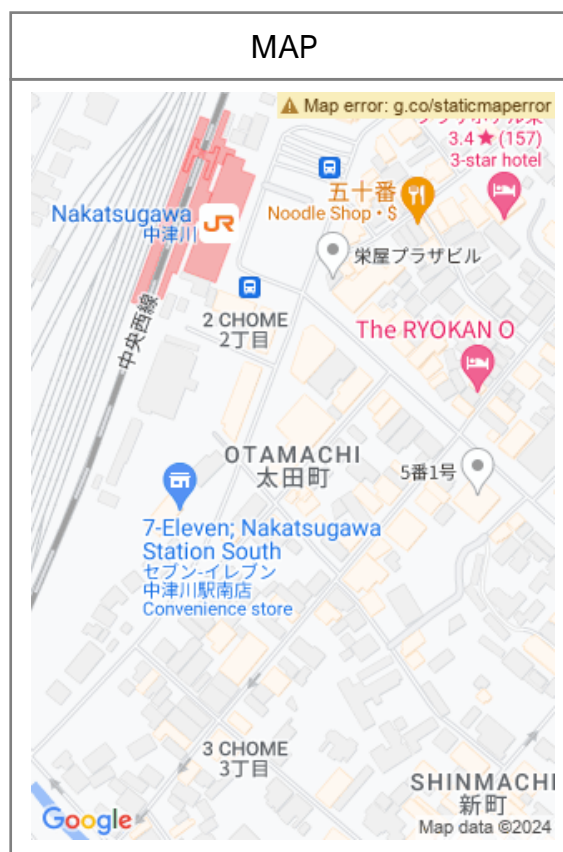 MAP
Map error: g.co/staticmaperror
3.4★(157)
3-star hotel
五十番
Noodle Shop・$
Nakatsugawa
中津川
JR
栄屋プラザビル
2 CHOME
2丁目
中央西線
The RYOKAN O
OTAMACHI
太田町
5番1号
7-Eleven; Nakatsugawa
Station South
セブン-イレブン
中津川駅南店
Convenience store
3 CHOME
3丁目
SHINMACHI
新町
Google
Map data ©2024